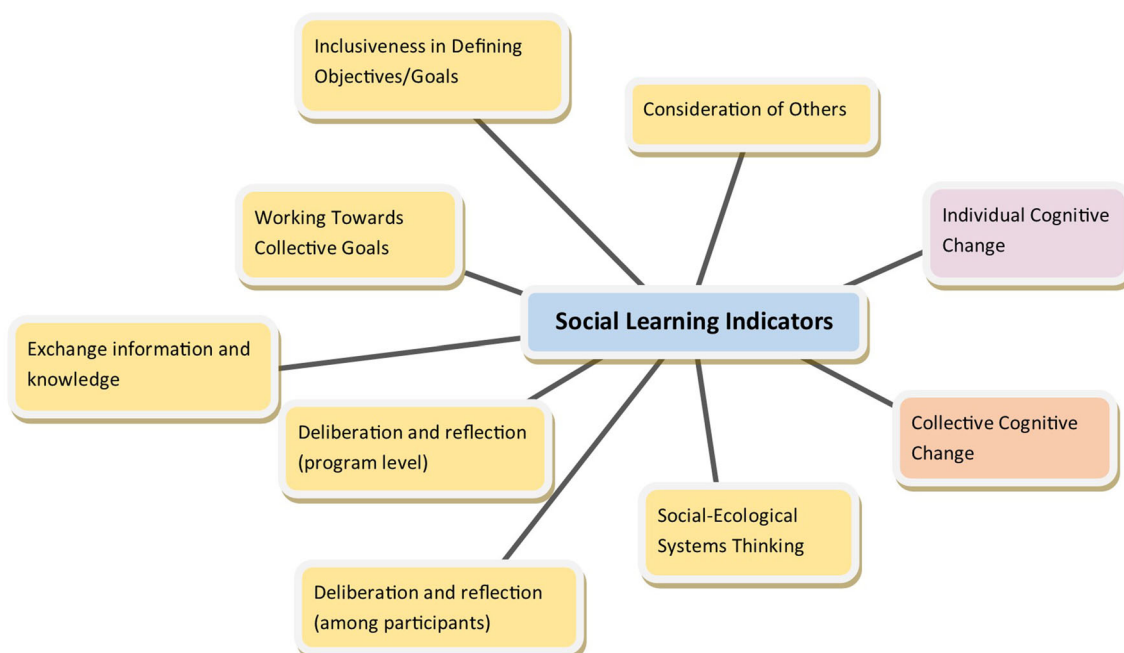 Inclusiveness in Defining
Objectives/Goals
Consideration of Others
Working Towards
Collective Goals
Individual Cognitive
Change
Social Learning Indicators
Exchange information and
knowledge
Deliberation and reflection
(program level)
Collective Cognitive
Change
Social-Ecological
Systems Thinking
Deliberation and reflection
(among participants)